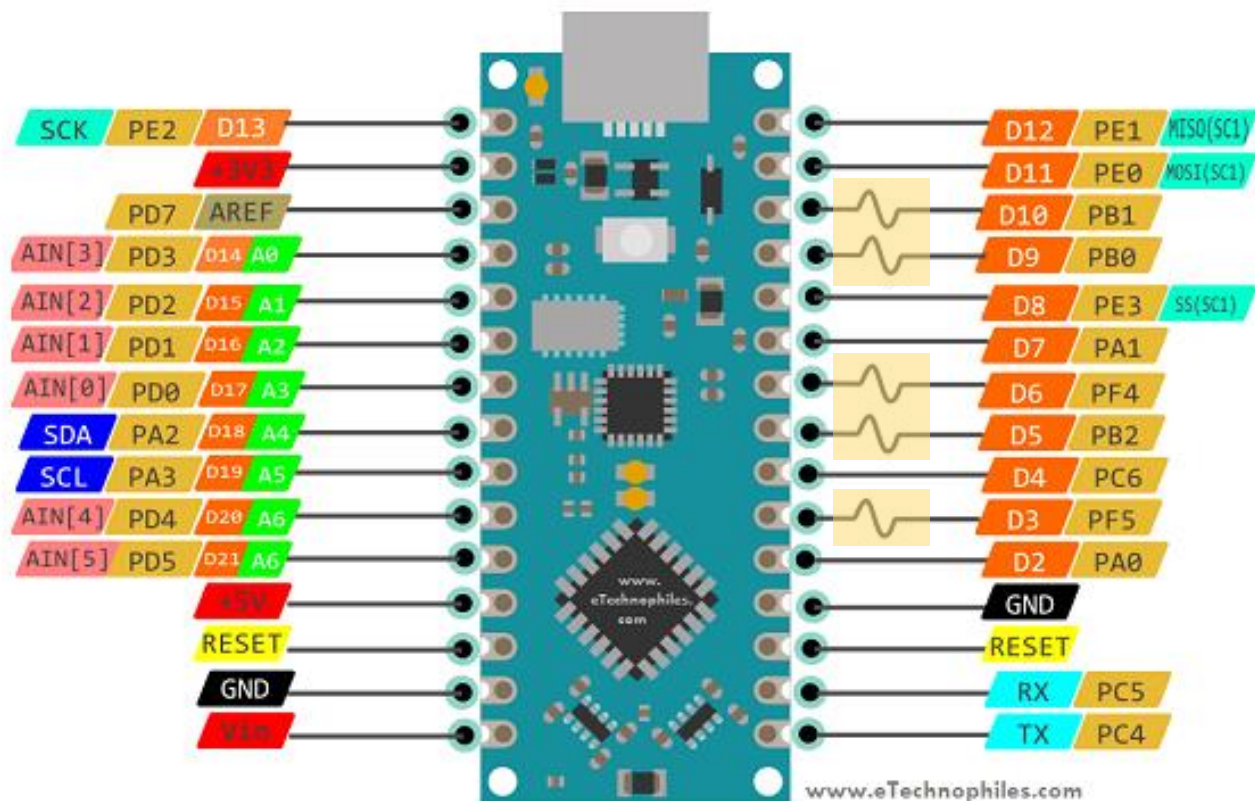 SCK PE2 D13
+3V3
PD7 AREF
AIN[3] PD3 D14 A0
AIN[2] PD2 D15 A1
AIN[1] PD1 D16 A2
AIN[0] PD0 D17 A3
SDA PA2 D18 A4
SCL PA3 D19 A5
AIN[4] PD4 D20 A6
AIN[5] PD5 D21 A6
+5V
RESET
GND
Vin
www.
eTechnophiles.
com
D12 PE1 MISO(SC1)
D11 PE0 MOSI(SC1)
D10 PB1
D9 PB0
D8 PE3 SS(SC1)
D7 PA1
D6 PF4
D5 PB2
D4 PC6
D3 PF5
D2 PA0
GND
RESET
RX PC5
TX PC4
www.eTechnophiles.com